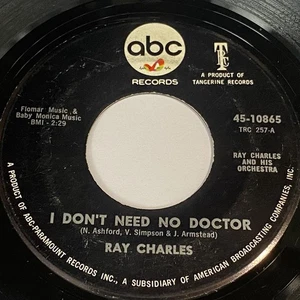 abc
RECORDS
TRC
A PRODUCT OF
TANGERINE RECORDS
Flomar Music &
Baby Monica Music
BMI - 2:29
45-10865
TRC 257-A
RAY CHARLES
AND HIS
ORCHESTRA
I DON'T NEED NO DOCTOR
(N. Ashford, V. Simpson & J. Armstead)
RAY CHARLES
A PRODUCT OF ABC-PARAMOUNT RECORDS INC., A SUBSIDIARY OF AMERICAN BROADCASTING COMPANIES, INC.